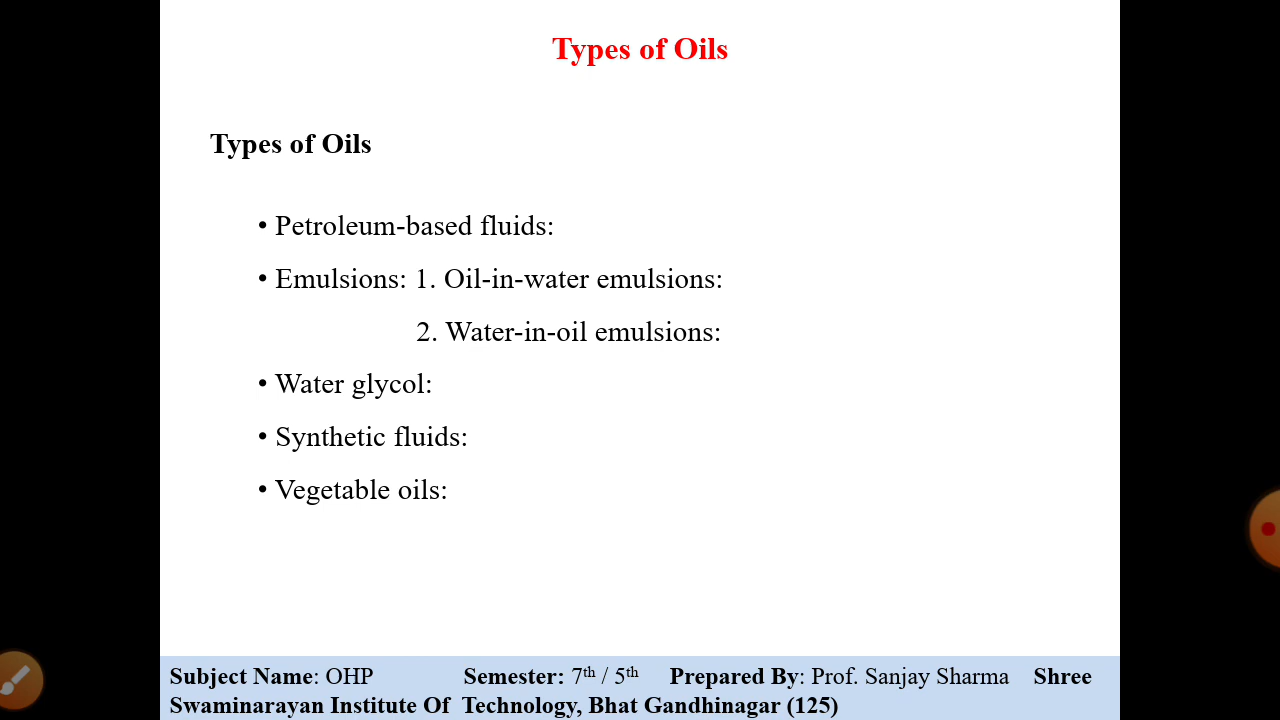 Types of Oils
Types of Oils
• Petroleum-based fluids:
• Emulsions: 1. Oil-in-water emulsions:
2. Water-in-oil emulsions:
• Water glycol:
• Synthetic fluids:
• Vegetable oils:
Subject Name: OHP Semester: 7th / 5th Prepared By: Prof. Sanjay Sharma Shree
Swaminarayan Institute Of Technology, Bhat Gandhinagar (125)